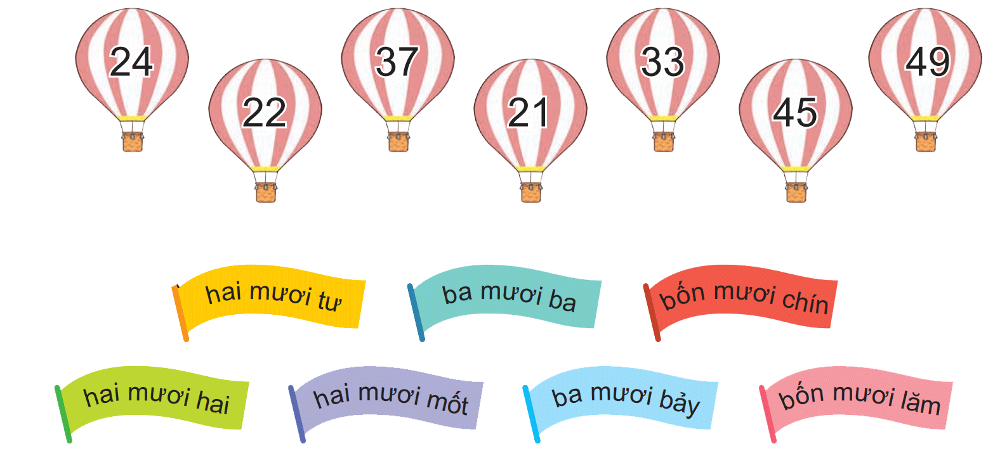 24
22
37
21
33
45
49
hai mươi tư
ba mươi ba
bốn mươi chín
hai mươi hai
hai mươi mốt
ba mươi bảy
bốn mươi lăm